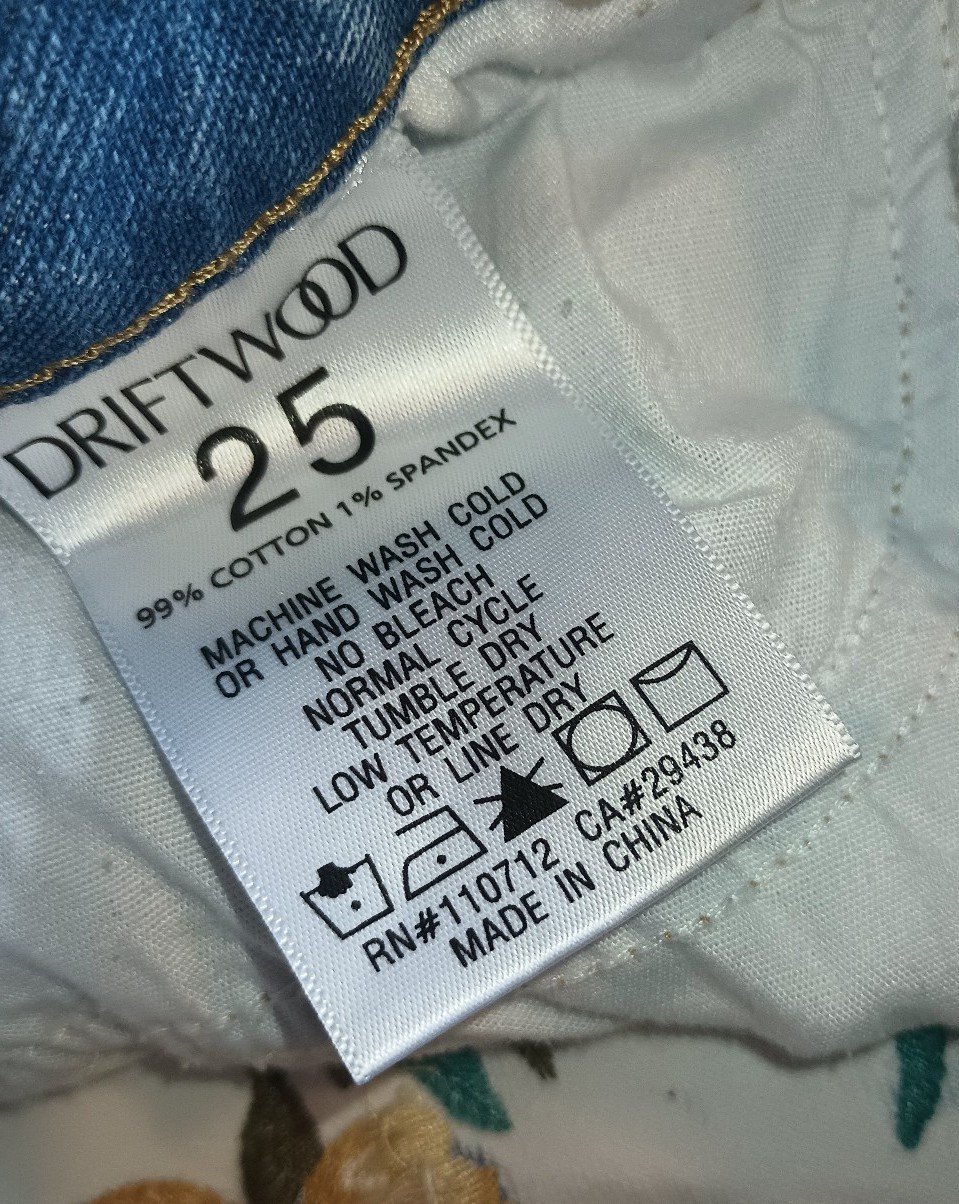 DRIFTWOOD
25
99% COTTON 1% SPANDEX
MACHINE WASH COLD
OR HAND WASH COLD
NO BLEACH
NORMAL CYCLE
TUMBLE DRY
LOW TEMPERATURE
OR LINE DRY
RN#110712 CA#29438
MADE IN CHINA